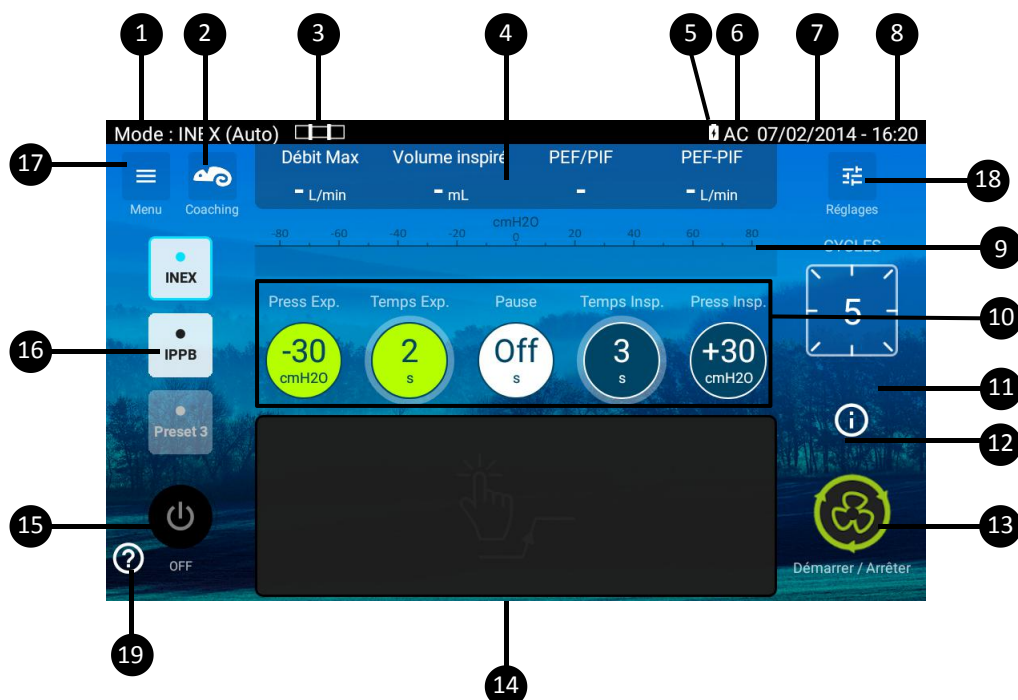 1 2 3 4 5 6 7 8
Mode : INEX (Auto) AC 07/02/2014 - 16:20
17
Menu
Coaching
Débit Max Volume inspiré PEF/PIF PEF-PIF
- L/min - mL - - L/min
Réglages
18
cmH2O
-80 -60 -40 -20 0 20 40 60 80
9
CYCLES
5
INEX
Press Exp. Temps Exp. Pause Temps Insp. Press Insp.
10
-30 2 Off 3 +30
cmH2O s s s cmH2O
16
IPPB
11
Preset 3
12
15
OFF
13
Démarrer / Arrêter
19
14